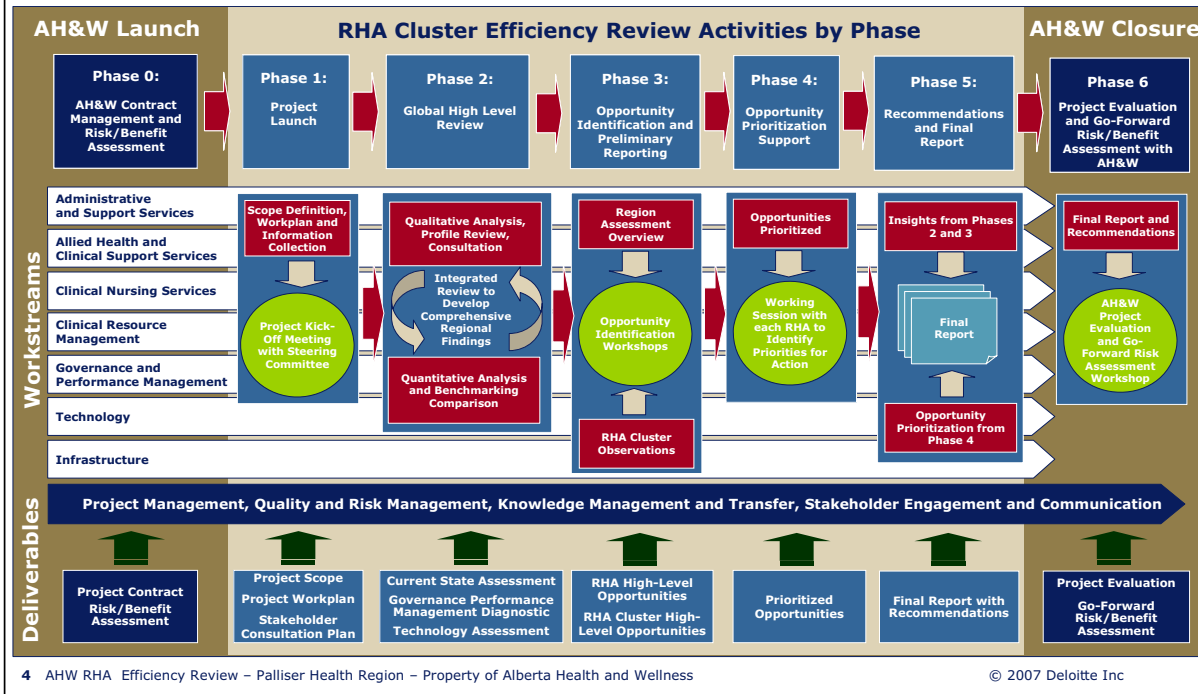 AH&W Launch
RHA Cluster Efficiency Review Activities by Phase
AH&W Closure
Phase 0:
AH&W Contract
Management and
Risk/Benefit
Assessment
Phase 1:
Project
Launch
Phase 2:
Global High Level
Review
Phase 3:
Opportunity
Identification and
Preliminary
Reporting
Phase 4:
Opportunity
Prioritization
Support
Phase 5:
Recommendations
and Final
Report
Phase 6
Project Evaluation
and Go-Forward
Risk/Benefit
Assessment with
AH&W
Workstreams
Administrative
and Support Services
Allied Health and
Clinical Support Services
Clinical Nursing Services
Clinical Resource
Management
Governance and
Performance Management
Technology
Infrastructure
Scope Definition,
Workplan and
Information
Collection
Project Kick-
Off Meeting
with Steering
Committee
Qualitative Analysis,
Profile Review,
Consultation
Integrated
Review to
Develop
Comprehensive
Regional
Findings
Quantitative Analysis
and Benchmarking
Comparison
Region
Assessment
Overview
Opportunity
Identification
Workshops
RHA Cluster
Observations
Opportunities
Prioritized
Working
Session with
each RHA to
Identify
Priorities for
Action
Insights from Phases
2 and 3
Final
Report
Opportunity
Prioritization from
Phase 4
Final Report and
Recommendations
AH&W
Project
Evaluation
and Go-
Forward Risk
Assessment
Workshop
Project Management, Quality and Risk Management, Knowledge Management and Transfer, Stakeholder Engagement and Communication
Deliverables
Project Contract
Risk/Benefit
Assessment
Project Scope
Project Workplan
Stakeholder
Consultation Plan
Current State Assessment
Governance Performance
Management Diagnostic
Technology Assessment
RHA High-Level
Opportunities
RHA Cluster High-
Level Opportunities
Prioritized
Opportunities
Final Report with
Recommendations
Project Evaluation
Go-Forward
Risk/Benefit
Assessment
4 AHW RHA Efficiency Review – Palliser Health Region – Property of Alberta Health and Wellness
© 2007 Deloitte Inc